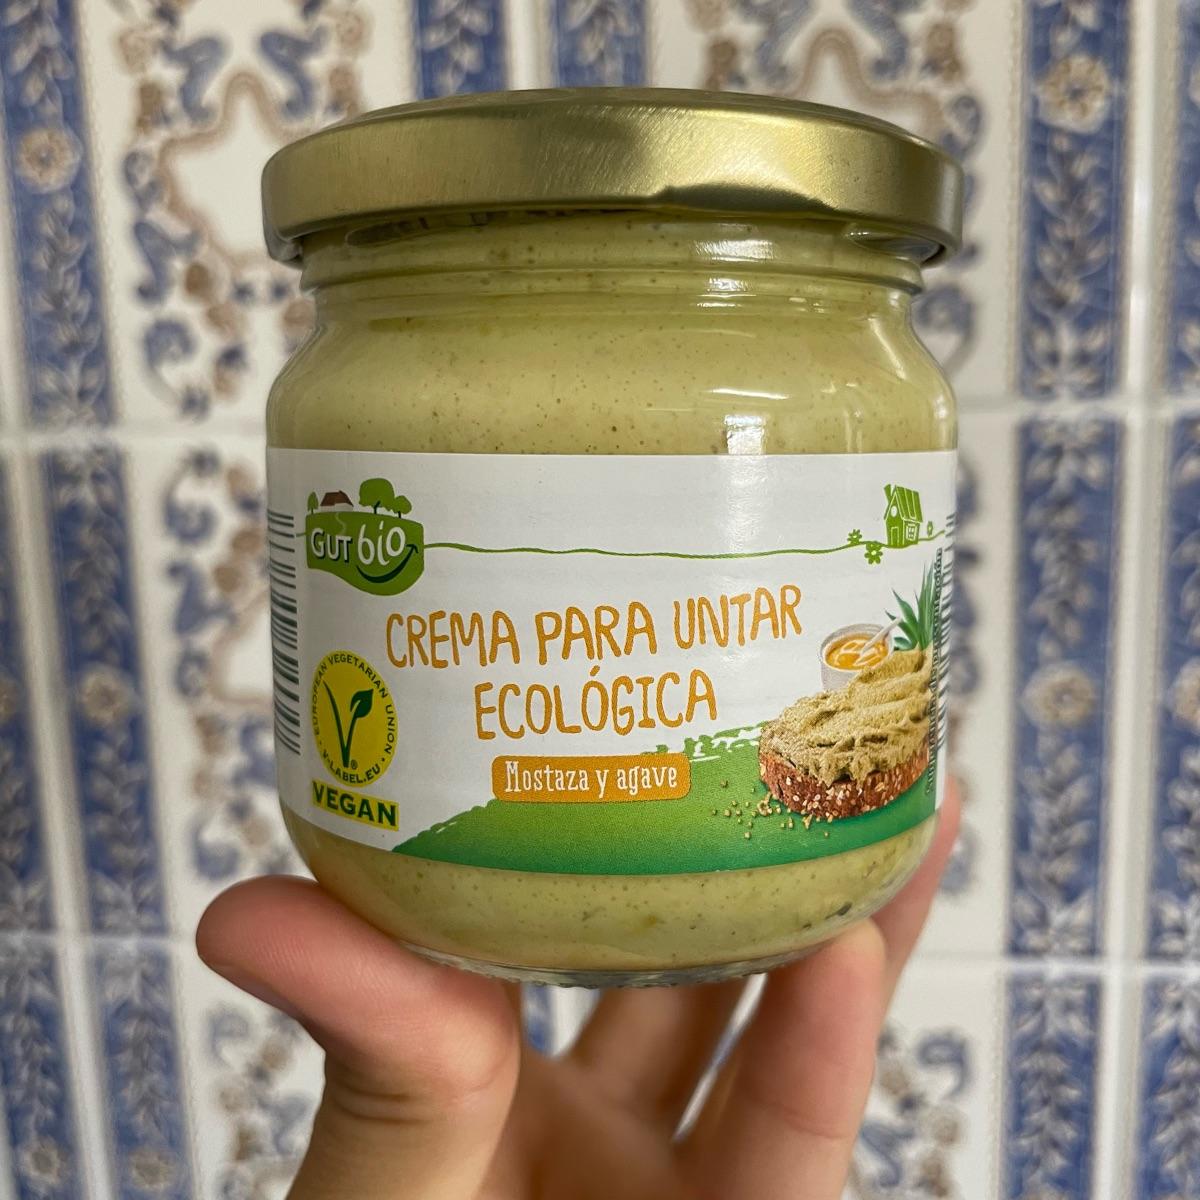 GUT bio
CREMA PARA UNTAR
ECOLÓGICA
Mostaza y agave
EUROPEAN VEGETARIAN UNION
V-LABEL.EU
®
VEGAN